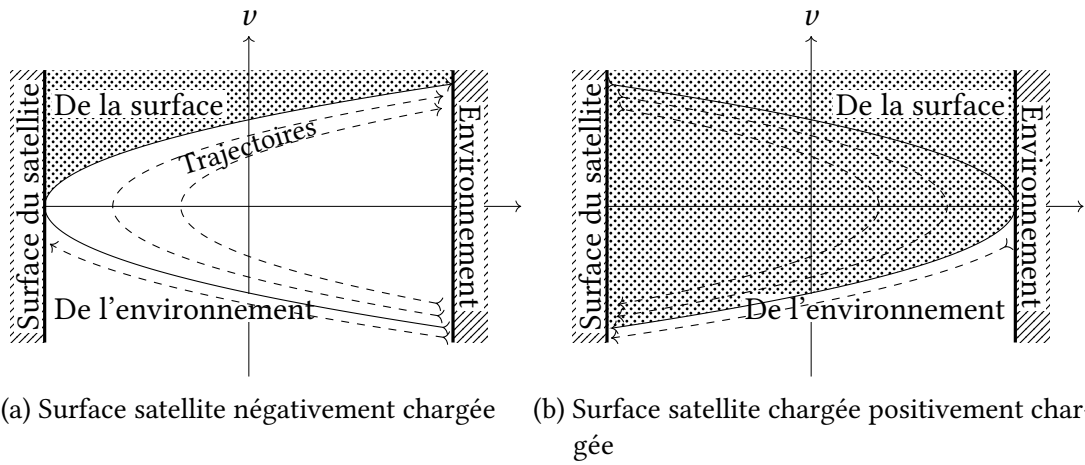 v
Surface du satellite
De la surface
Trajectoires
De l'environnement
Environnement
v
Surface du satellite
De la surface
De l'environnement
Environnement
(a) Surface satellite négativement chargée
(b) Surface satellite chargée positivement char-
gée